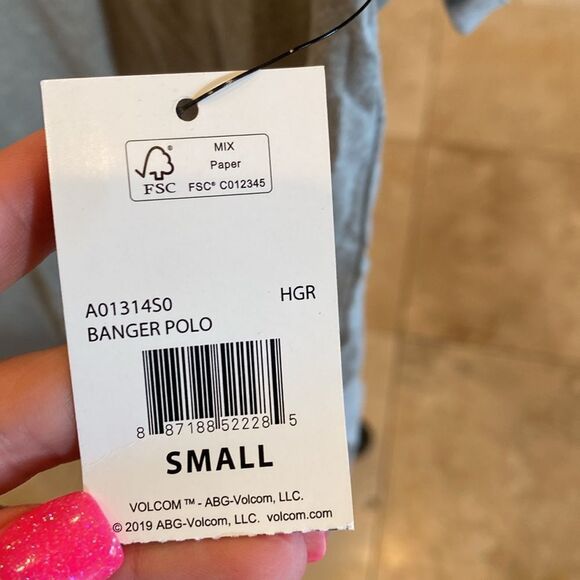 MIX
Paper
FSC® C012345
FSC
A01314S0 HGR
BANGER POLO
8 87188 52228 5
SMALL
VOLCOM™ - ABG-Volcom, LLC.
© 2019 ABG-Volcom, LLC. volcom.com